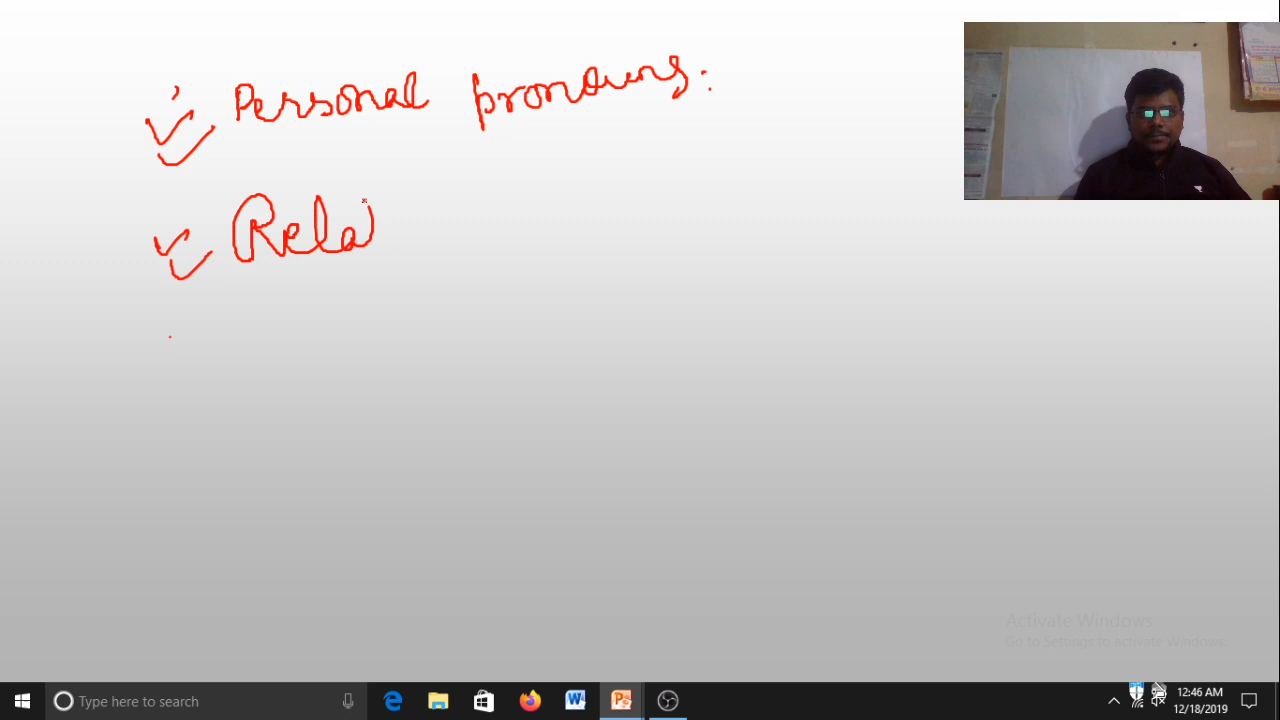 Personal pronouns.
Rela
Activate Windows
Go to Settings to activate Windows.
Type here to search
12:46 AM
12/18/2019